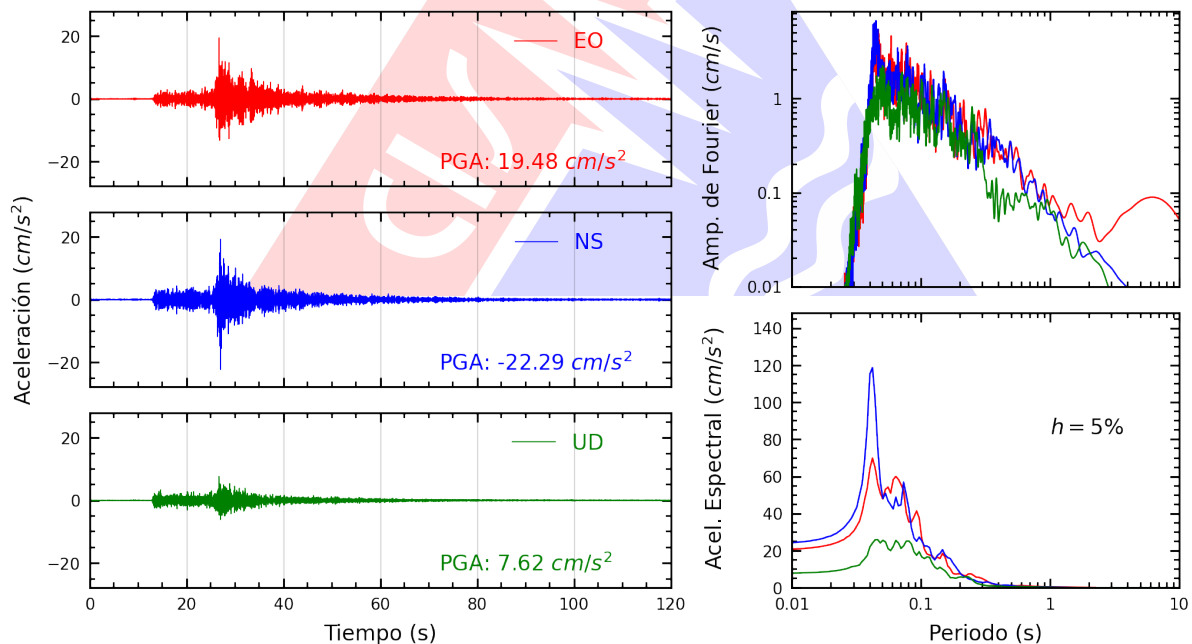 Aceleración (cm/s²)
20
0
−20
EO
PGA: 19.48 cm/s²
20
0
−20
NS
PGA: -22.29 cm/s²
20
0
−20
UD
PGA: 7.62 cm/s²
0 20 40 60 80 100 120
Tiempo (s)
Amp. de Fourier (cm/s)
1
0.1
0.01
Acel. Espectral (cm/s²)
140
120
100
80
60
40
20
0
h = 5%
0.01 0.1 1 10
Periodo (s)